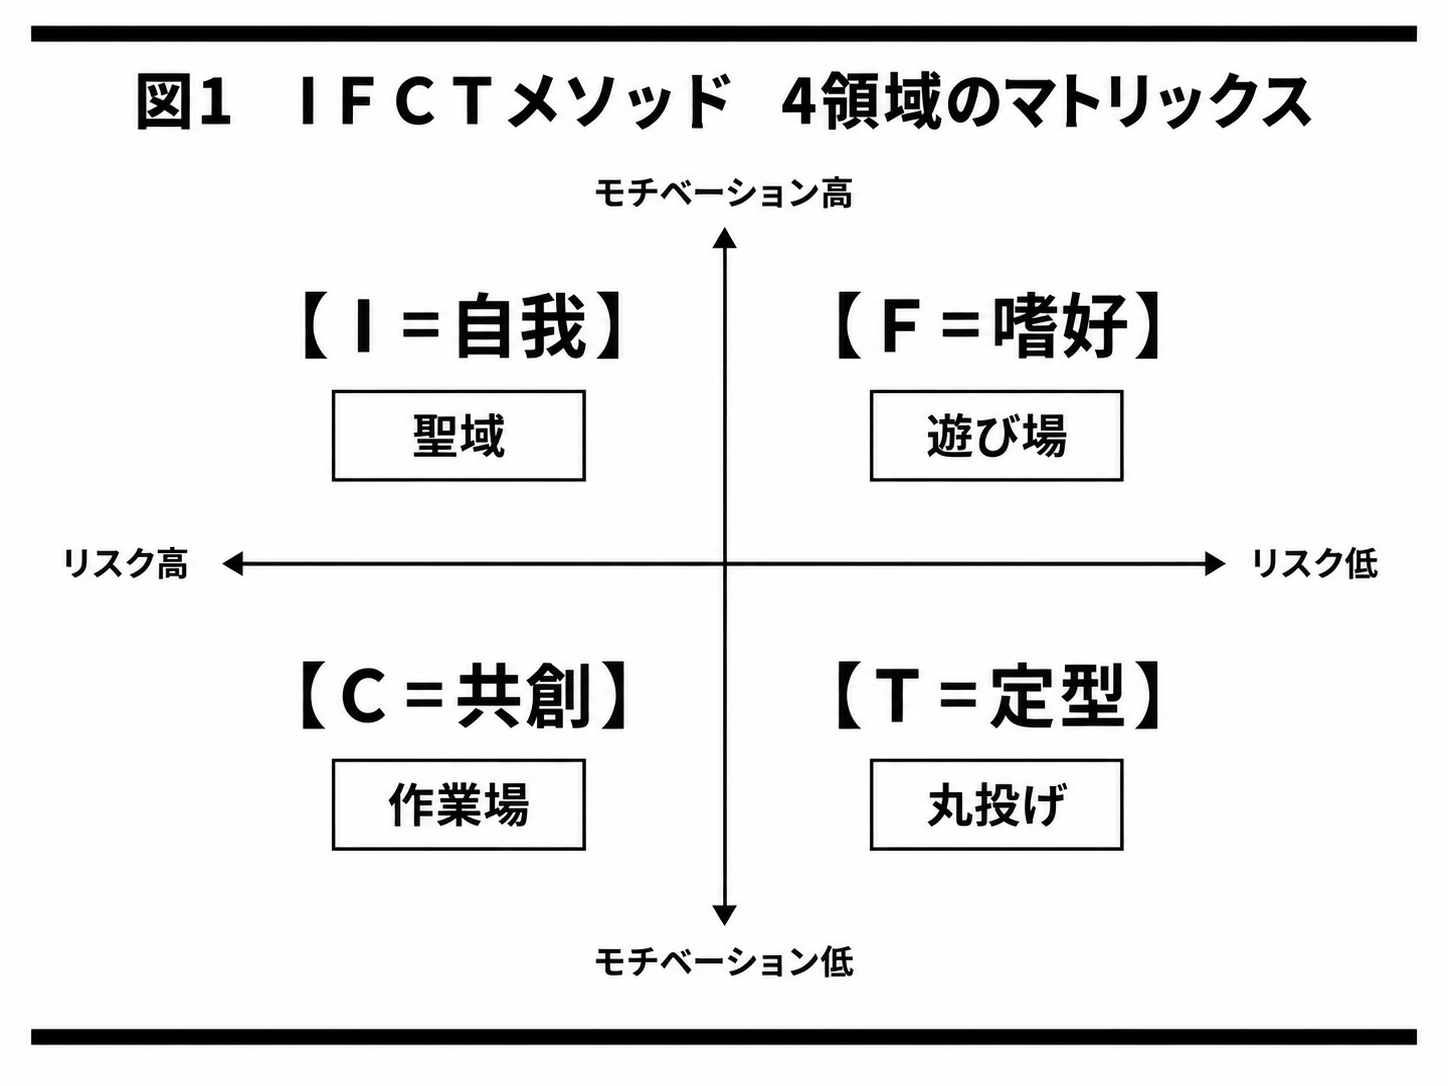 図1　IFCTメソッド　4領域のマトリックス
モチベーション高
【I=自我】
【F=嗜好】
聖域
遊び場
リスク高
リスク低
【C=共創】
【T=定型】
作業場
丸投げ
モチベーション低